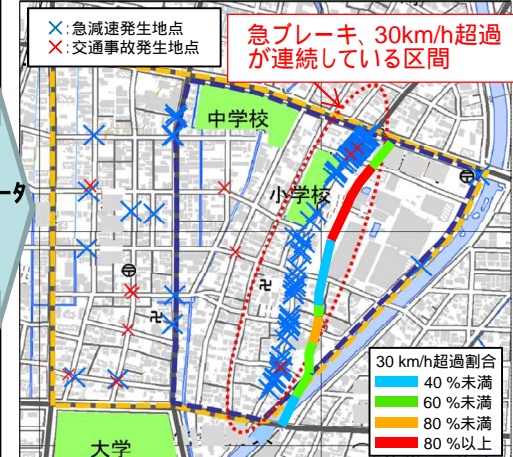 ×:急減速発生地点
×:交通事故発生地点
急ブレーキ、30km/h超過
が連続している区間
中学校
ータ
小学校
大学
30 km/h超過割合
40 %未満
60 %未満
80 %未満
80 %以上